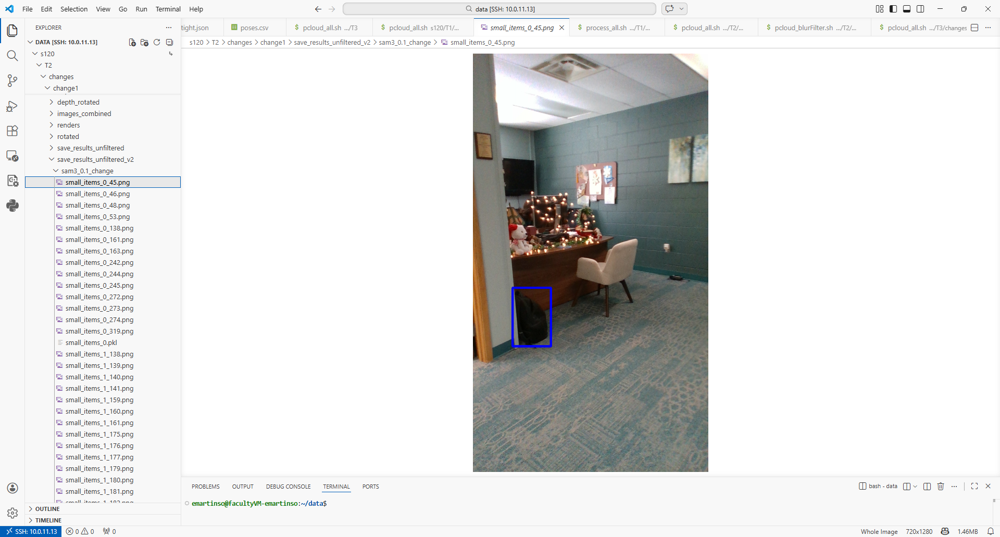 File Edit Selection View Go Run Terminal Help
data [SSH: 10.0.11.13]
EXPLORER
DATA [SSH: 10.0.11.13]
s120
T2
changes
change1
depth_rotated
images_combined
renders
rotated
save_results_unfiltered
save_results_unfiltered_v2
sam3_0.1_change
small_items_0_45.png
small_items_0_46.png
small_items_0_48.png
small_items_0_53.png
small_items_0_138.png
small_items_0_161.png
small_items_0_163.png
small_items_0_242.png
small_items_0_244.png
small_items_0_245.png
small_items_0_272.png
small_items_0_273.png
small_items_0_274.png
small_items_0_319.png
small_items_0.pkl
small_items_1_138.png
small_items_1_139.png
small_items_1_140.png
small_items_1_141.png
small_items_1_159.png
small_items_1_160.png
small_items_1_161.png
small_items_1_175.png
small_items_1_176.png
small_items_1_177.png
small_items_1_179.png
small_items_1_180.png
small_items_1_181.png
OUTLINE
TIMELINE
tight.json poses.csv $ pcloud_all.sh .../T3 $ pcloud_all.sh s120/T1/... small_items_0_45.png $ process_all.sh .../T1/... $ pcloud_all.sh .../T2/... $ pcloud_blurFilter.sh .../T2/... $ pcloud_all.sh .../T3/changes
s120 > T2 > changes > change1 > save_results_unfiltered_v2 > sam3_0.1_change > small_items_0_45.png
PROBLEMS OUTPUT DEBUG CONSOLE TERMINAL PORTS
bash - data
emartinso@facultyVM-emartinso:~/data$
SSH: 10.0.11.13 0 0 0 Whole Image 720x1280 1.46MB